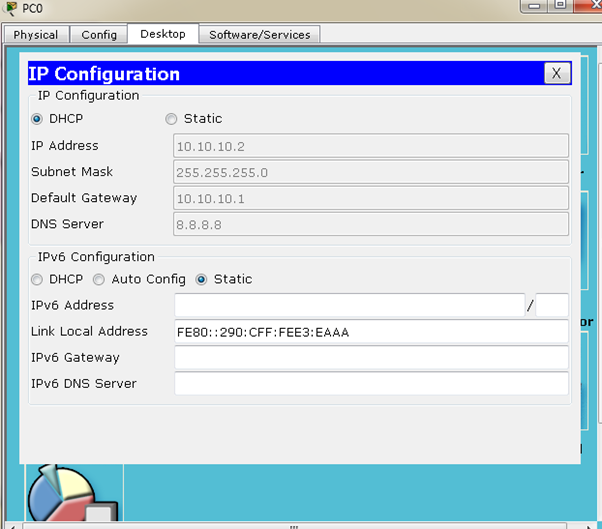 PC0
Physical Config Desktop Software/Services
IP Configuration X
IP Configuration
DHCP Static
IP Address 10.10.10.2
Subnet Mask 255.255.255.0
Default Gateway 10.10.10.1
DNS Server 8.8.8.8
IPv6 Configuration
DHCP Auto Config Static
IPv6 Address /
Link Local Address FE80::290:CFF:FEE3:EAAA
IPv6 Gateway
IPv6 DNS Server
or